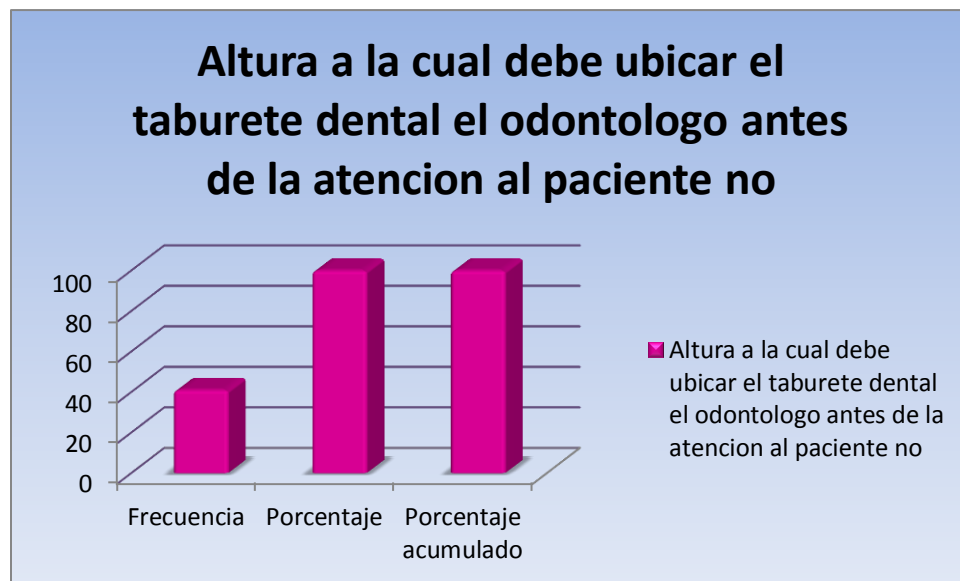 Altura a la cual debe ubicar el
taburete dental el odontologo antes
de la atencion al paciente no
100
80
60
40
20
0
Frecuencia
Porcentaje
Porcentaje
acumulado
Altura a la cual debe
ubicar el taburete dental
el odontologo antes de la
atencion al paciente no